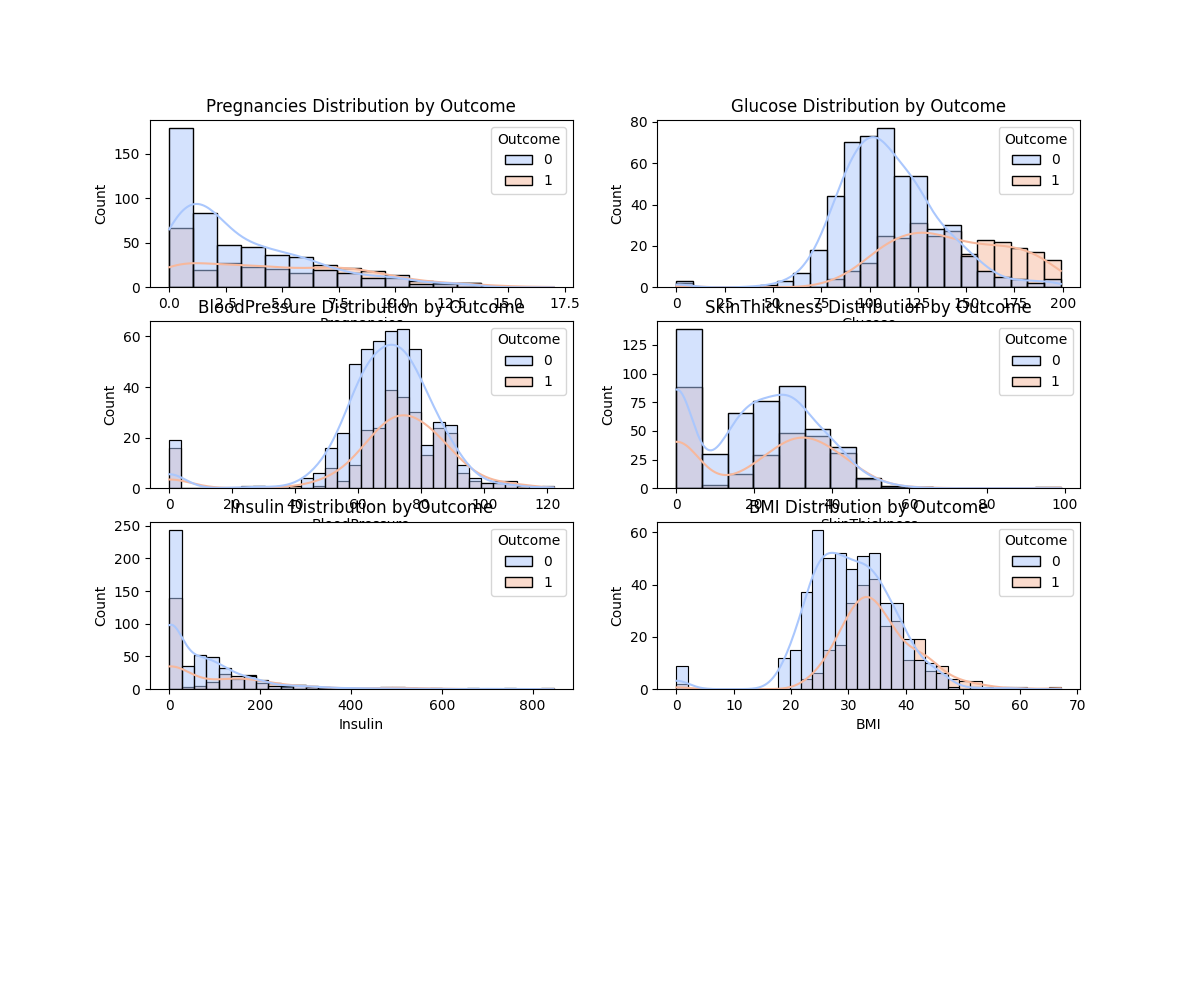 Pregnancies Distribution by Outcome
Count
150
100
50
0
0.0 2.5 5.0 7.5 10.0 12.5 15.0 17.5
Pregnancies
Outcome
0
1
Glucose Distribution by Outcome
Count
80
60
40
20
0
0 25 50 75 100 125 150 175 200
Glucose
Outcome
0
1
BloodPressure Distribution by Outcome
Count
60
40
20
0
0 20 40 60 80 100 120
BloodPressure
Outcome
0
1
SkinThickness Distribution by Outcome
Count
125
100
75
50
25
0
0 20 40 60 80 100
SkinThickness
Outcome
0
1
Insulin Distribution by Outcome
Count
250
200
150
100
50
0
0 200 400 600 800
Insulin
Outcome
0
1
BMI Distribution by Outcome
Count
60
40
20
0
0 10 20 30 40 50 60 70
BMI
Outcome
0
1